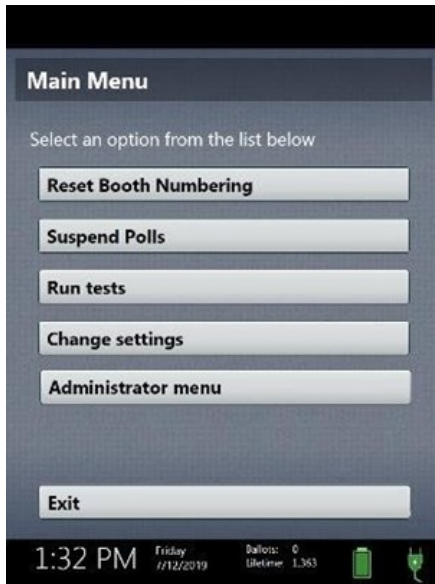 Main Menu
Select an option from the list below
Reset Booth Numbering
Suspend Polls
Run tests
Change settings
Administrator menu
Exit
1:32 PM Friday 7/12/2019 Ballots: 0 Lifetime: 1,363